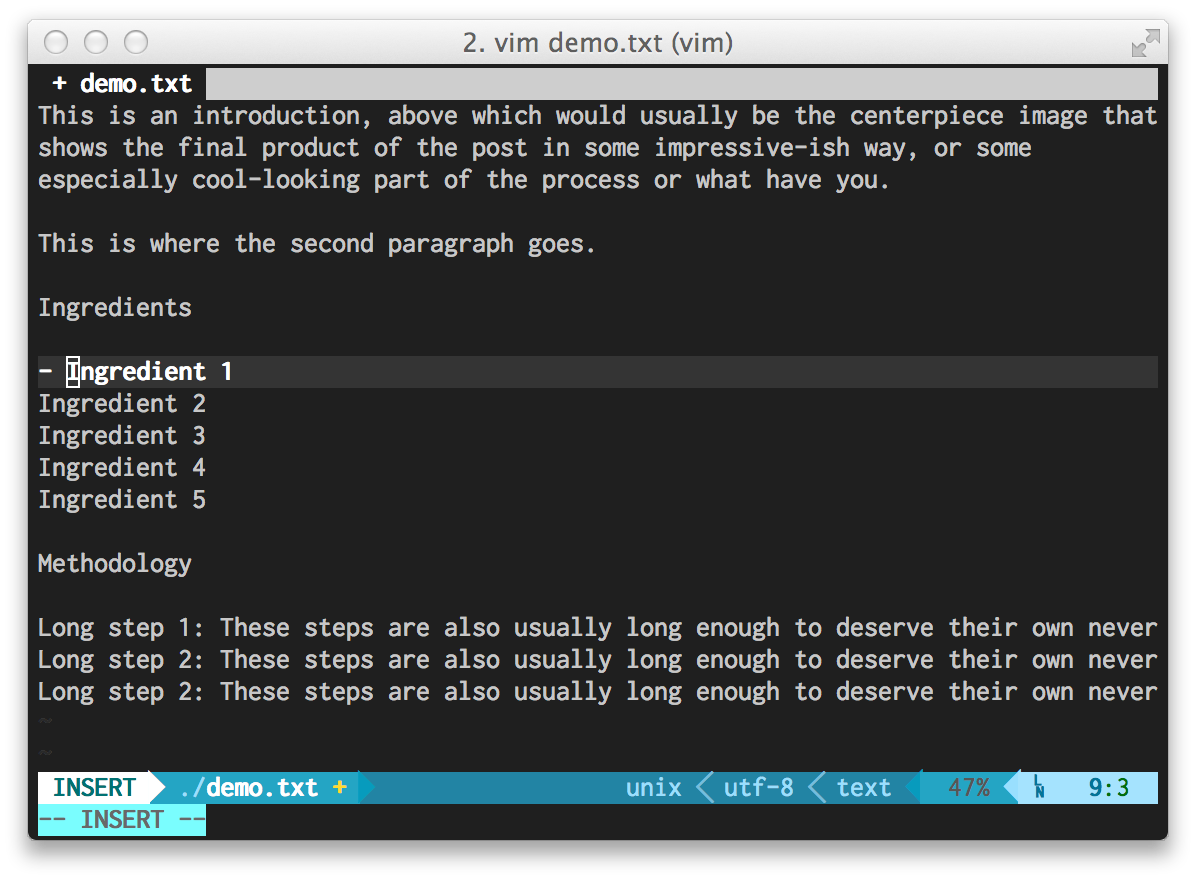 2. vim demo.txt (vim)
+ demo.txt
This is an introduction, above which would usually be the centerpiece image that
shows the final product of the post in some impressive-ish way, or some
especially cool-looking part of the process or what have you.
This is where the second paragraph goes.
Ingredients
- Ingredient 1
Ingredient 2
Ingredient 3
Ingredient 4
Ingredient 5
Methodology
Long step 1: These steps are also usually long enough to deserve their own never
Long step 2: These steps are also usually long enough to deserve their own never
Long step 2: These steps are also usually long enough to deserve their own never
~
~
INSERT ./demo.txt + unix utf-8 text 47% LN 9:3
-- INSERT --